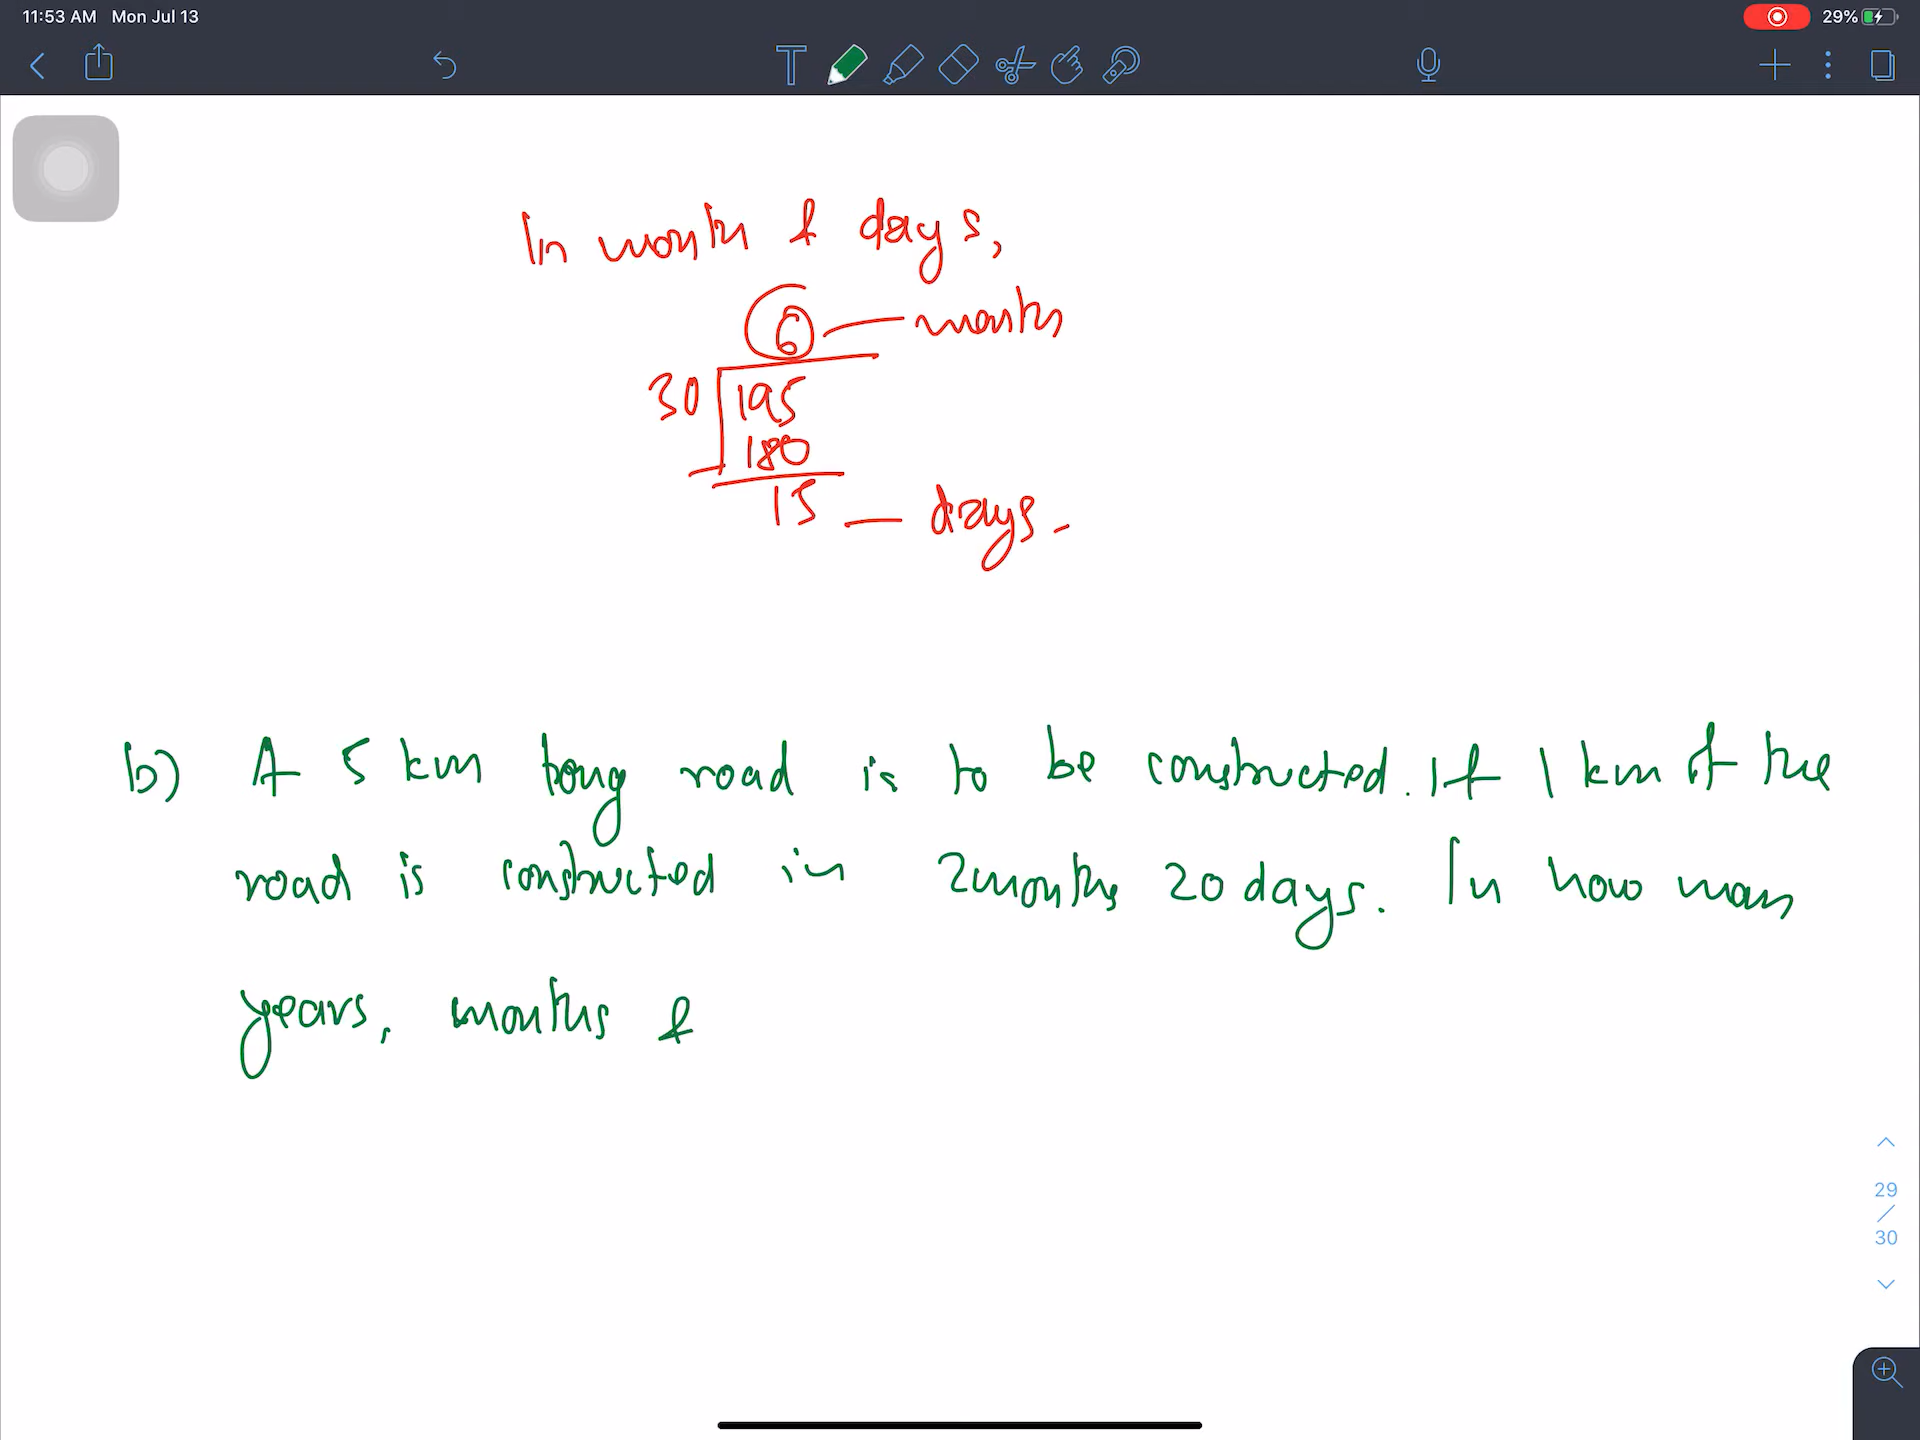 11:53 AM Mon Jul 13
29%
In month & days,
6 — months
30 195
180
15 — days.
b) A 5 km long road is to be constructed. If 1 km of the
road is constructed in 2 months 20 days. In how many
years, months &
29
/
30